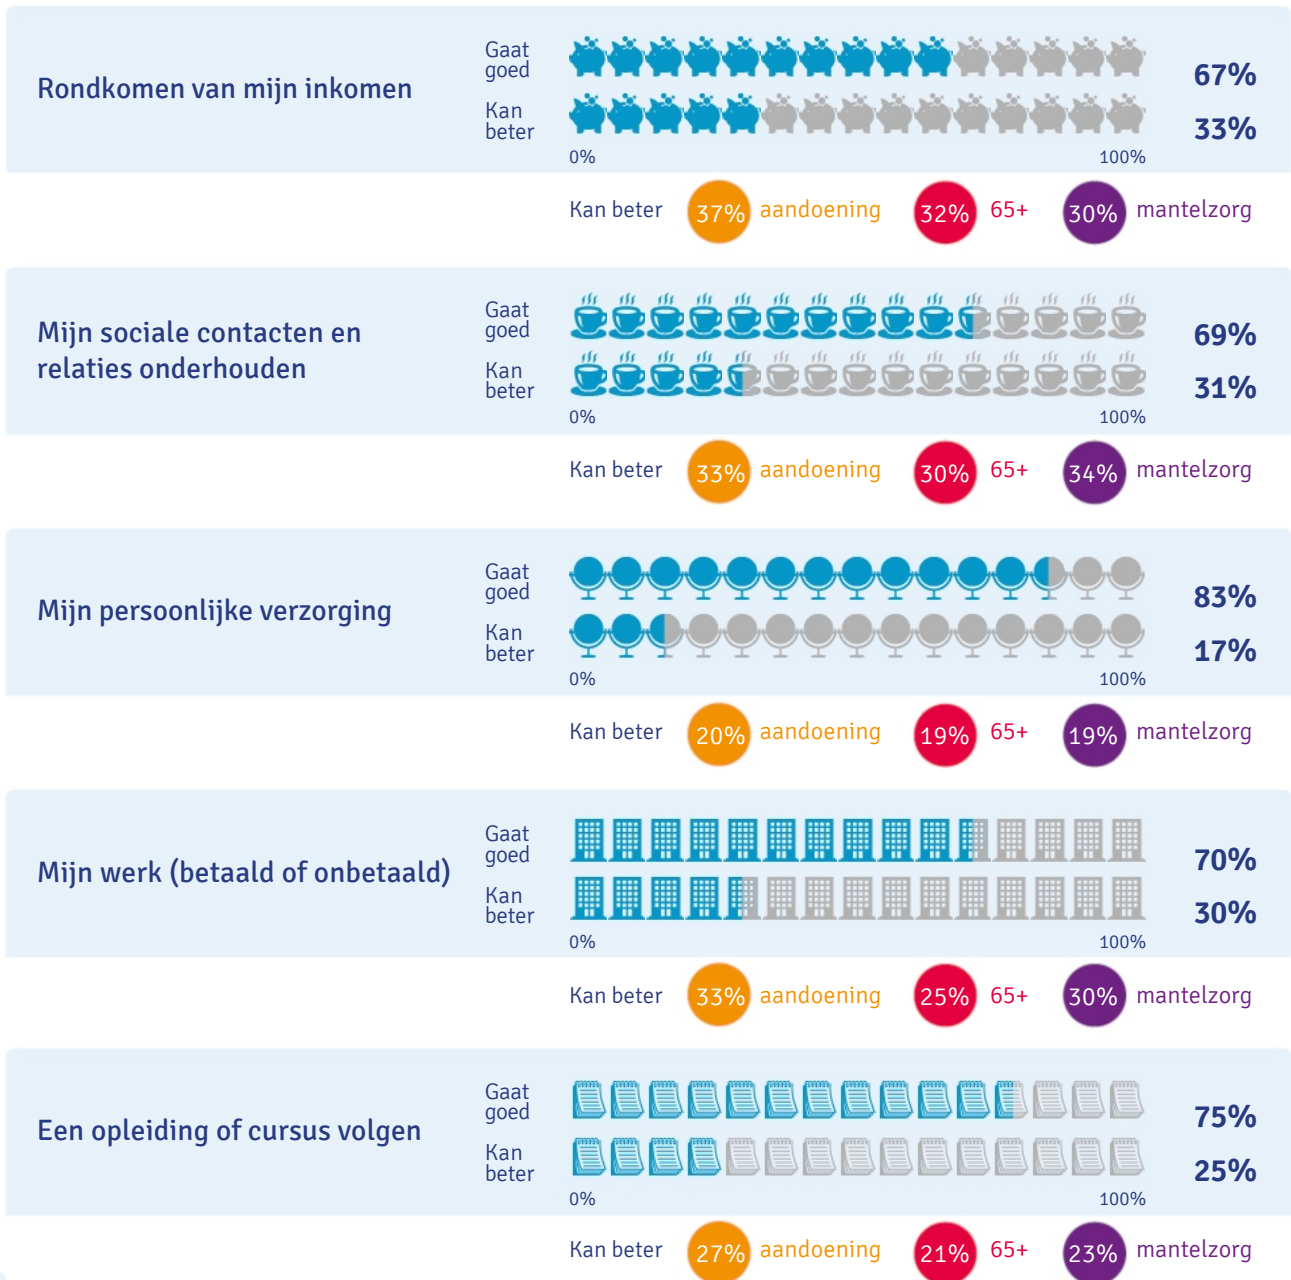 Rondkomen van mijn inkomen
Gaat
goed
67%
Kan
beter
33%
0% 100%
Kan beter 37% aandoening 32% 65+ 30% mantelzorg
Mijn sociale contacten en
relaties onderhouden
Gaat
goed
69%
Kan
beter
31%
0% 100%
Kan beter 33% aandoening 30% 65+ 34% mantelzorg
Mijn persoonlijke verzorging
Gaat
goed
83%
Kan
beter
17%
0% 100%
Kan beter 20% aandoening 19% 65+ 19% mantelzorg
Mijn werk (betaald of onbetaald)
Gaat
goed
70%
Kan
beter
30%
0% 100%
Kan beter 33% aandoening 25% 65+ 30% mantelzorg
Een opleiding of cursus volgen
Gaat
goed
75%
Kan
beter
25%
0% 100%
Kan beter 27% aandoening 21% 65+ 23% mantelzorg